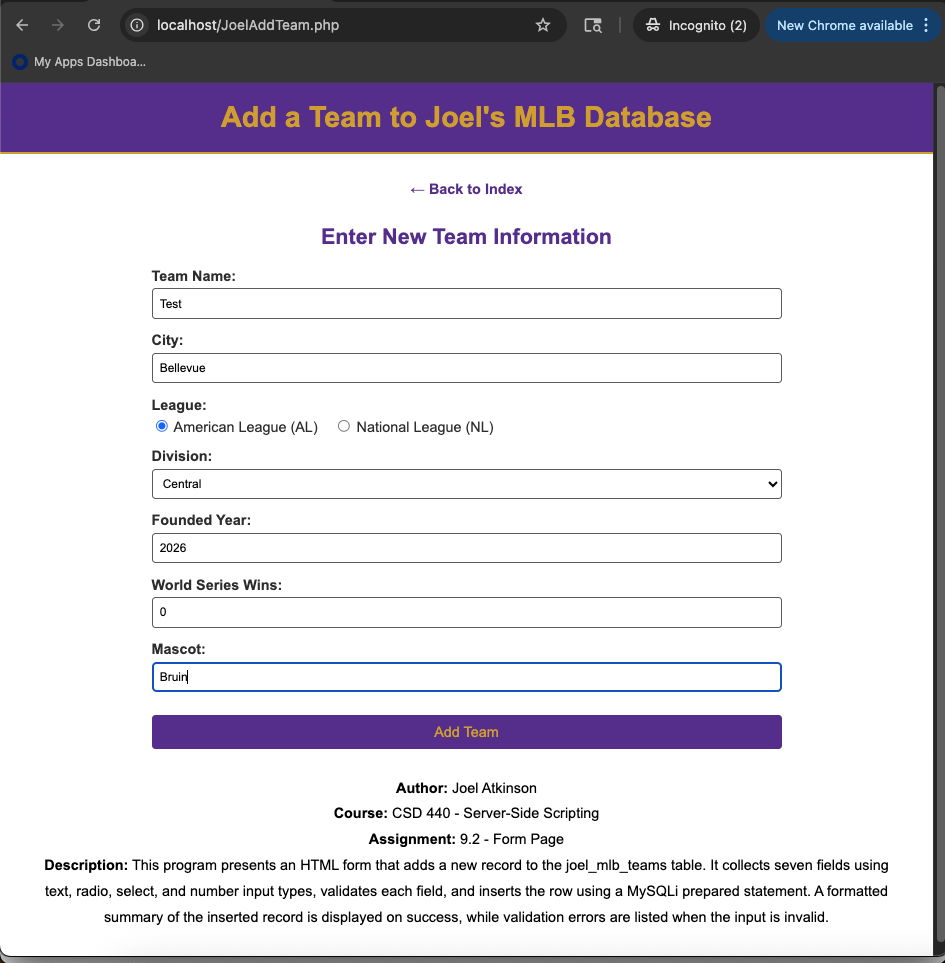 localhost/JoelAddTeam.php
Incognito (2)
New Chrome available
My Apps Dashboa...
Add a Team to Joel's MLB Database
← Back to Index
Enter New Team Information
Team Name:
Test
City:
Bellevue
League:
American League (AL) National League (NL)
Division:
Central
Founded Year:
2026
World Series Wins:
0
Mascot:
Bruin
Add Team
Author: Joel Atkinson
Course: CSD 440 - Server-Side Scripting
Assignment: 9.2 - Form Page
Description: This program presents an HTML form that adds a new record to the joel_mlb_teams table. It collects seven fields using
text, radio, select, and number input types, validates each field, and inserts the row using a MySQLi prepared statement. A formatted
summary of the inserted record is displayed on success, while validation errors are listed when the input is invalid.